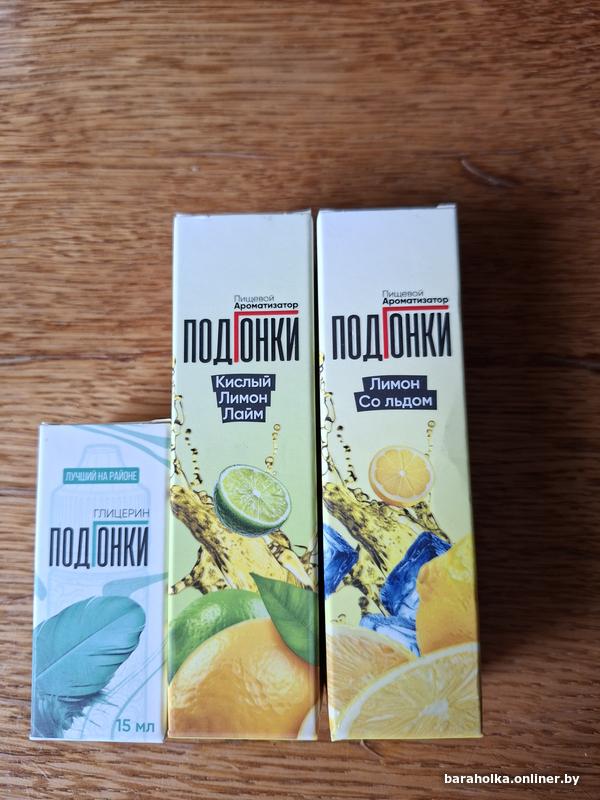 Пищевой
Ароматизатор
ПОДГОНКИ
Кислый
Лимон
Лайм
Пищевой
Ароматизатор
ПОДГОНКИ
Лимон
Со льдом
ЛУЧШИЙ НА РАЙОНЕ
ГЛИЦЕРИН
ПОДГОНКИ
15 мл
baraholka.onliner.by